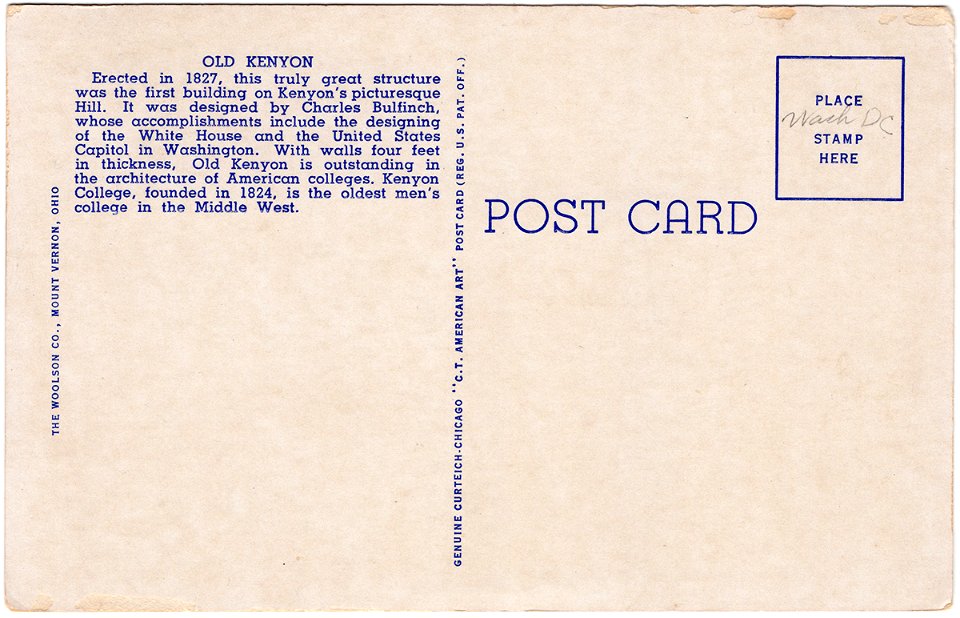 OLD KENYON
Erected in 1827, this truly great structure
was the first building on Kenyon's picturesque
Hill. It was designed by Charles Bulfinch,
whose accomplishments include the designing
of the White House and the United States
Capitol in Washington. With walls four feet
in thickness, Old Kenyon is outstanding in
the architecture of American colleges. Kenyon
College, founded in 1824, is the oldest men's
college in the Middle West.
THE WOOLSON CO., MOUNT VERNON, OHIO
GENUINE CURTEICH-CHICAGO "C.T. AMERICAN ART" POST CARD (REG. U.S. PAT. OFF.)
POST CARD
PLACE
Wash DC
STAMP
HERE